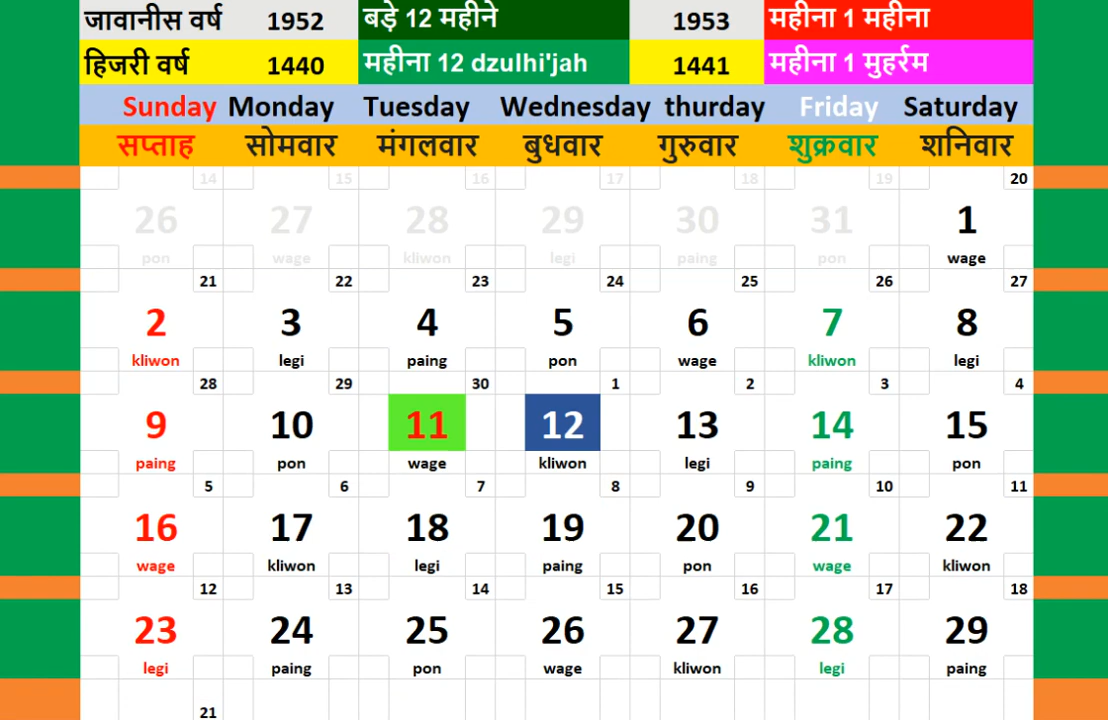 जावानीस वर्ष 1952 बड़े 12 महीने 1953 महीना 1 महीना
हिजरी वर्ष 1440 महीना 12 dzulhi'jah 1441 महीना 1 मुहर्रम
Sunday Monday Tuesday Wednesday thurday Friday Saturday
सप्ताह सोमवार मंगलवार बुधवार गुरुवार शुक्रवार शनिवार
14 15 16 17 18 19 20
26 27 28 29 30 31 1
pon wage kliwon legi paing pon wage
21 22 23 24 25 26 27
2 3 4 5 6 7 8
kliwon legi paing pon wage kliwon legi
28 29 30 1 2 3 4
9 10 11 12 13 14 15
paing pon wage kliwon legi paing pon
5 6 7 8 9 10 11
16 17 18 19 20 21 22
wage kliwon legi paing pon wage kliwon
12 13 14 15 16 17 18
23 24 25 26 27 28 29
legi paing pon wage kliwon legi paing
21